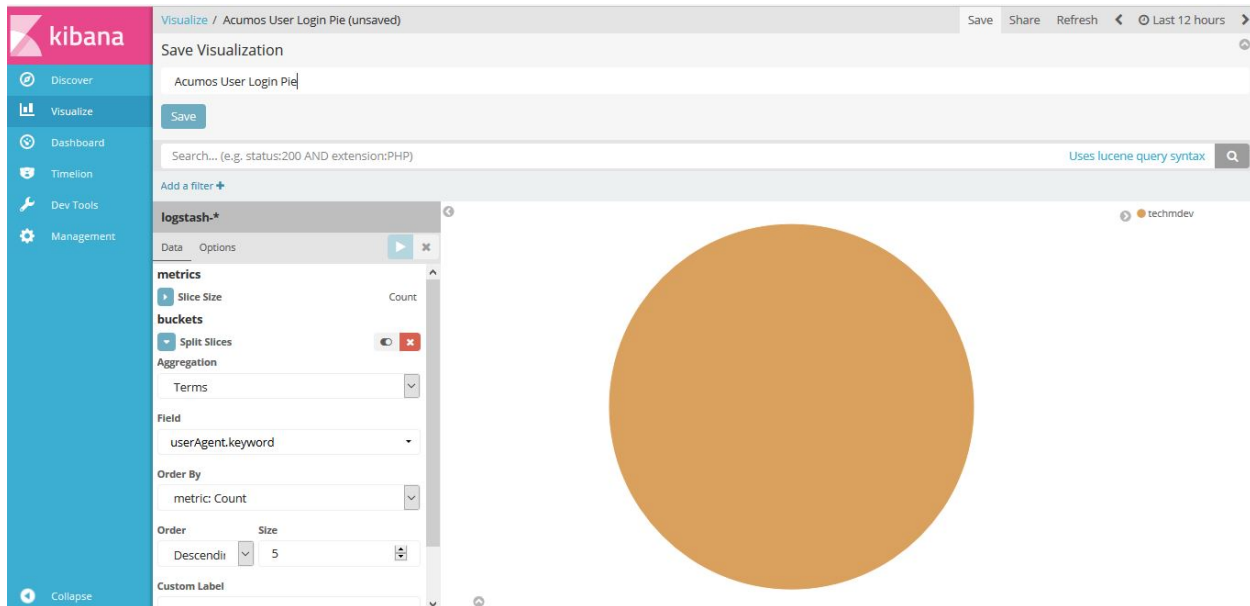 kibana
Discover
Visualize
Dashboard
Timelion
Dev Tools
Management
Collapse
Visualize / Acumos User Login Pie (unsaved)
Save Share Refresh Last 12 hours
Save Visualization
Acumos User Login Pie
Save
Search... (e.g. status:200 AND extension:PHP)
Uses lucene query syntax
Add a filter +
logstash-*
Data Options
metrics
Slice Size Count
buckets
Split Slices
Aggregation
Terms
Field
userAgent.keyword
Order By
metric: Count
Order Size
Descendin 5
Custom Label
techmdev